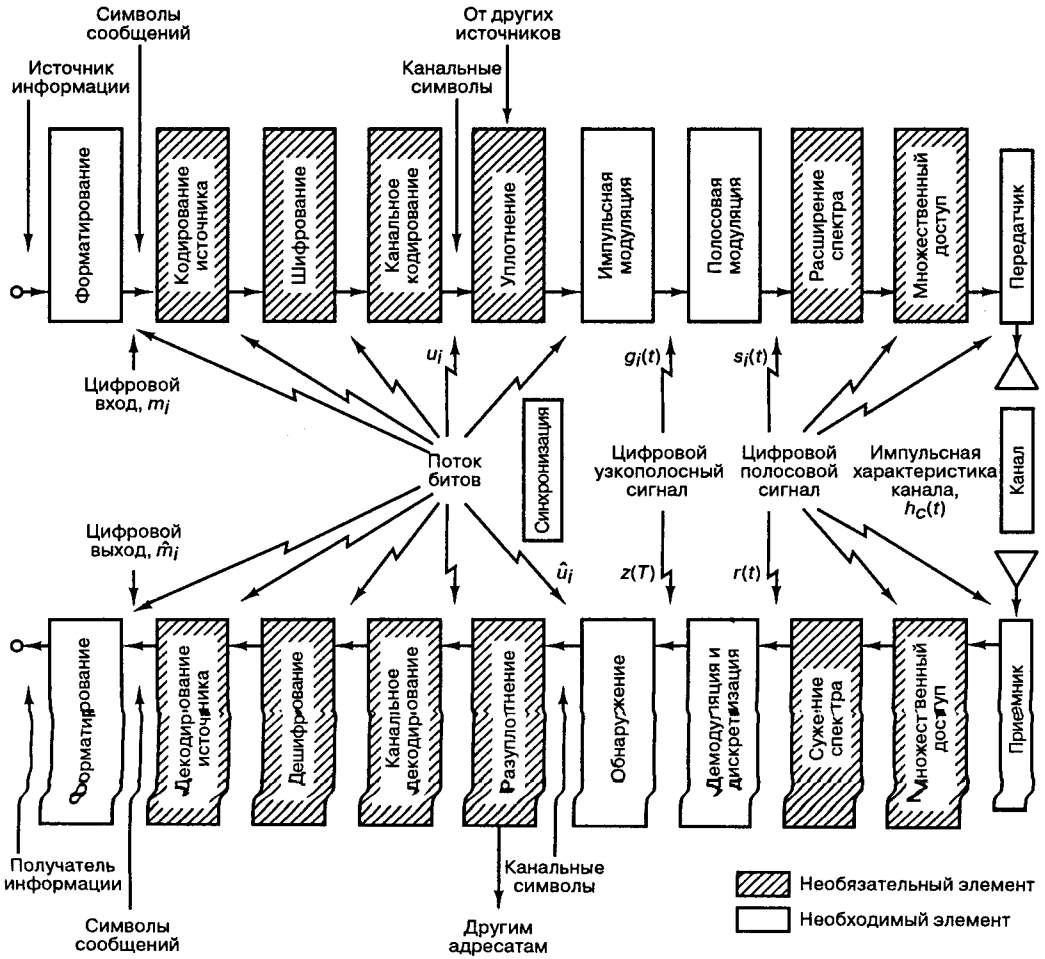 Символы
сообщений
От других
источников
Источник
информации
Канальные
символы
Форматирование
Кодирование
источника
Шифрование
Канальное
кодирование
Уплотнение
Импульсная
модуляция
Полосовая
модуляция
Расширение
спектра
Множественный
доступ
Передатчик
Цифровой
вход, mi
ui
gi(t)
si(t)
Поток
битов
Синхронизация
Цифровой
узкополосный
сигнал
Цифровой
полосовой
сигнал
Импульсная
характеристика
канала,
hc(t)
Канал
Цифровой
выход, m̂i
ûi
z(T)
r(t)
Форматирование
Декодирование
источника
Дешифрование
Канальное
декодирование
Разуплотнение
Обнаружение
Демодуляция и
дискретизация
Сужение
спектра
Множественный
доступ
Приемник
Получатель
информации
Символы
сообщений
Канальные
символы
Другим
адресатам
Необязательный элемент
Необходимый элемент